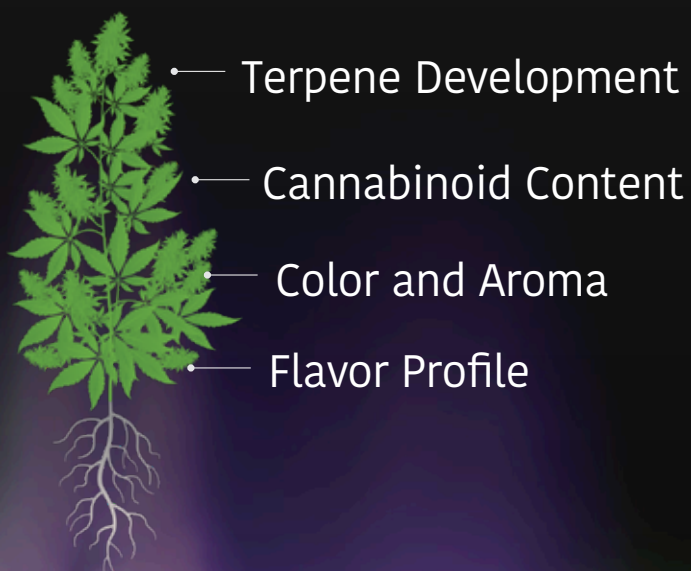 Terpene Development
Cannabinoid Content
Color and Aroma
Flavor Profile